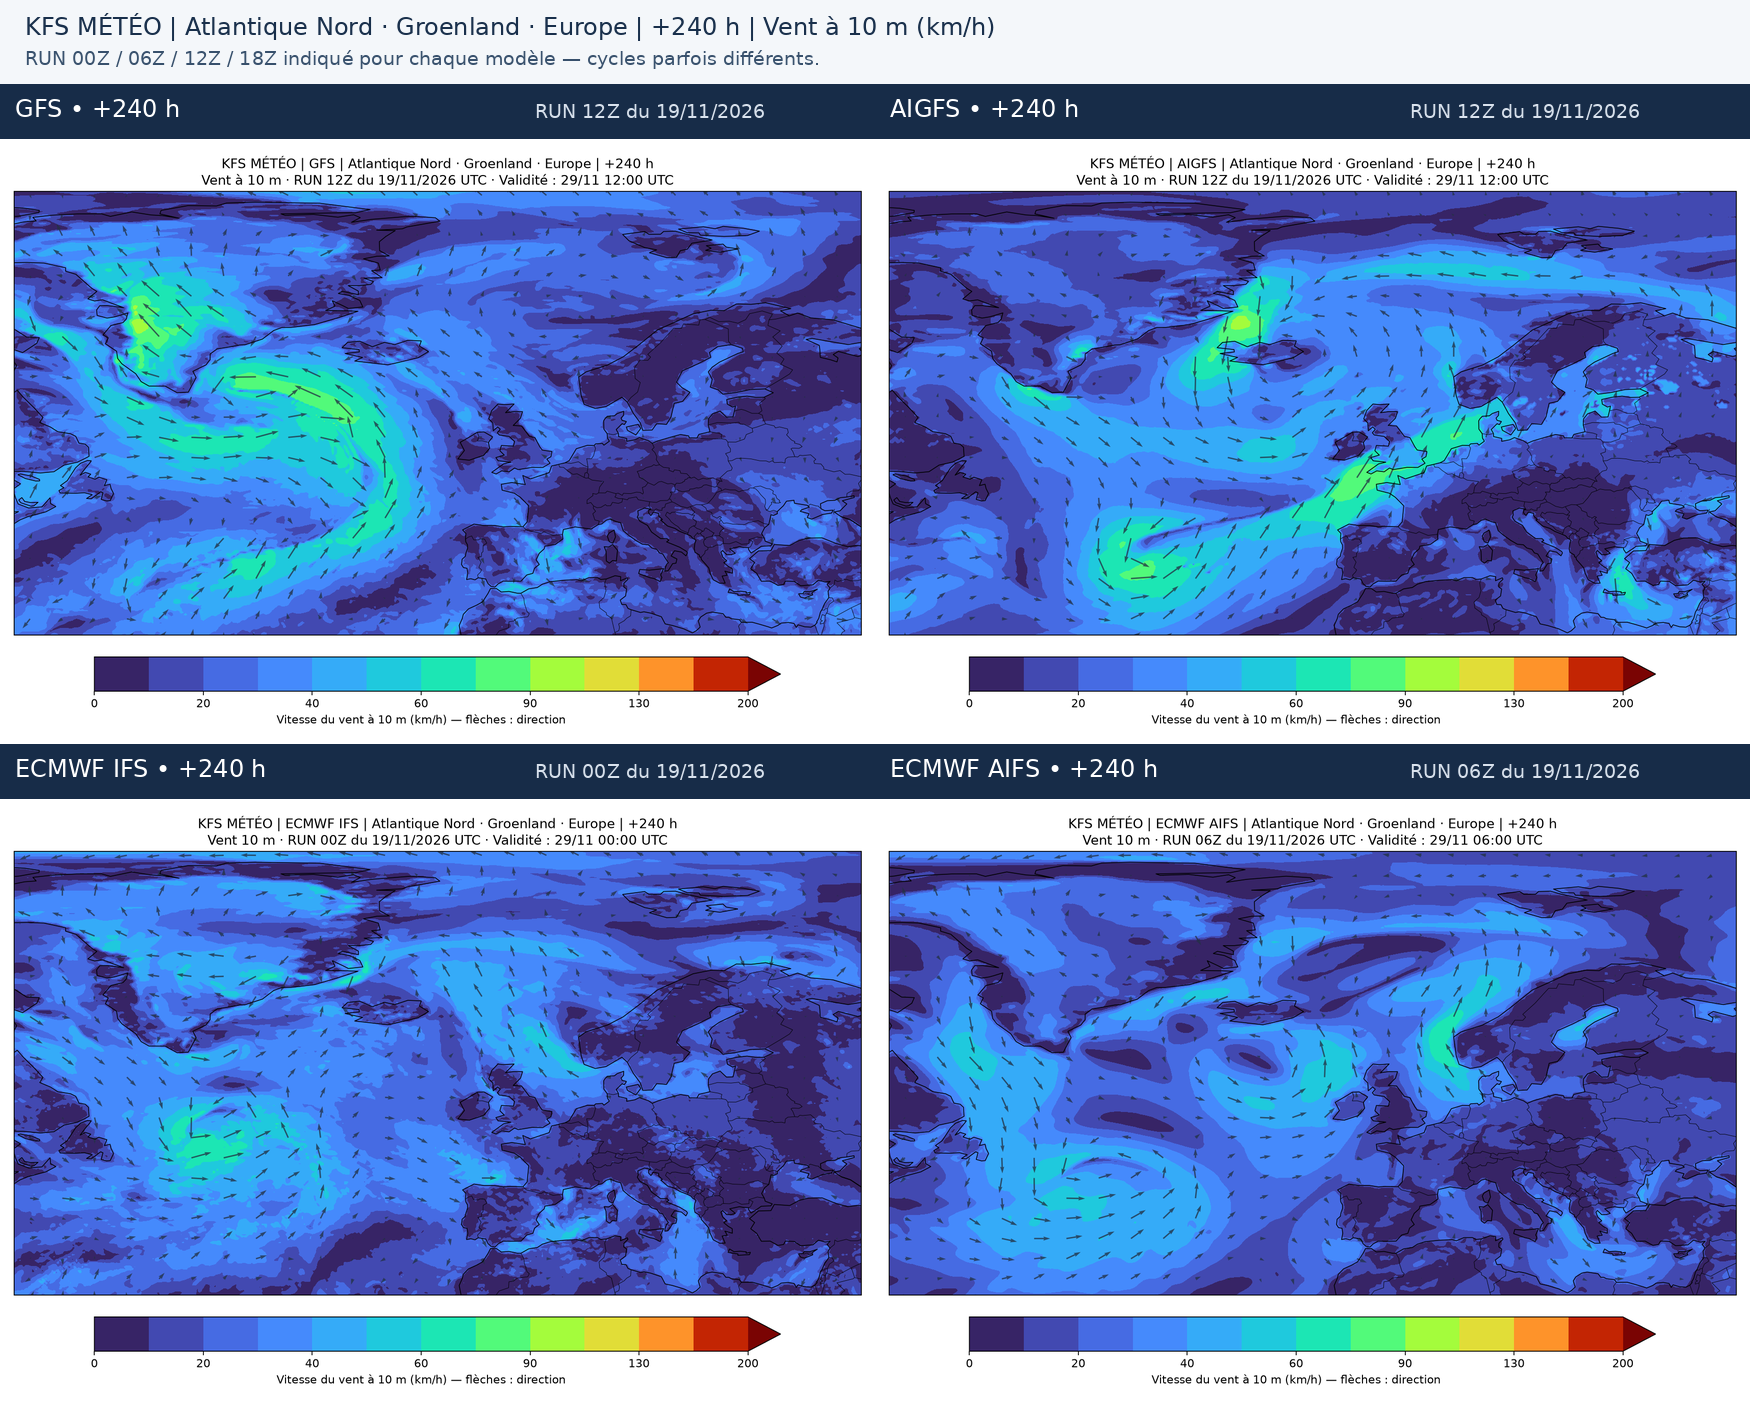 KFS MÉTÉO | Atlantique Nord · Groenland · Europe | +240 h | Vent à 10 m (km/h)
RUN 00Z / 06Z / 12Z / 18Z indiqué pour chaque modèle — cycles parfois différents.
GFS • +240 h RUN 12Z du 19/11/2026
KFS MÉTÉO | GFS | Atlantique Nord · Groenland · Europe | +240 h
Vent à 10 m · RUN 12Z du 19/11/2026 UTC · Validité : 29/11 12:00 UTC
0 20 40 60 90 130 200
Vitesse du vent à 10 m (km/h) — flèches : direction
AIGFS • +240 h RUN 12Z du 19/11/2026
KFS MÉTÉO | AIGFS | Atlantique Nord · Groenland · Europe | +240 h
Vent à 10 m · RUN 12Z du 19/11/2026 UTC · Validité : 29/11 12:00 UTC
0 20 40 60 90 130 200
Vitesse du vent à 10 m (km/h) — flèches : direction
ECMWF IFS • +240 h RUN 00Z du 19/11/2026
KFS MÉTÉO | ECMWF IFS | Atlantique Nord · Groenland · Europe | +240 h
Vent 10 m · RUN 00Z du 19/11/2026 UTC · Validité : 29/11 00:00 UTC
0 20 40 60 90 130 200
Vitesse du vent à 10 m (km/h) — flèches : direction
ECMWF AIFS • +240 h RUN 06Z du 19/11/2026
KFS MÉTÉO | ECMWF AIFS | Atlantique Nord · Groenland · Europe | +240 h
Vent 10 m · RUN 06Z du 19/11/2026 UTC · Validité : 29/11 06:00 UTC
0 20 40 60 90 130 200
Vitesse du vent à 10 m (km/h) — flèches : direction